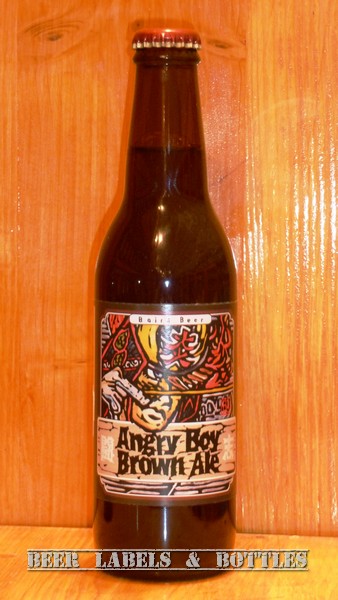 Baird Beer
Angry Boy
Brown Ale
BEER LABELS & BOTTLES